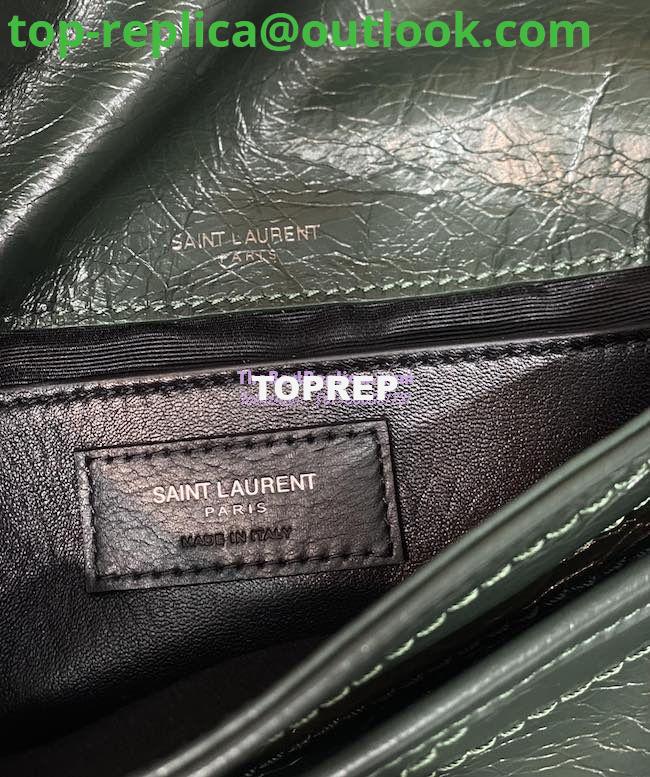 top-replica@outlook.com
SAINT LAURENT
PARIS
TOPREP
SAINT LAURENT
PARIS
MADE IN ITALY